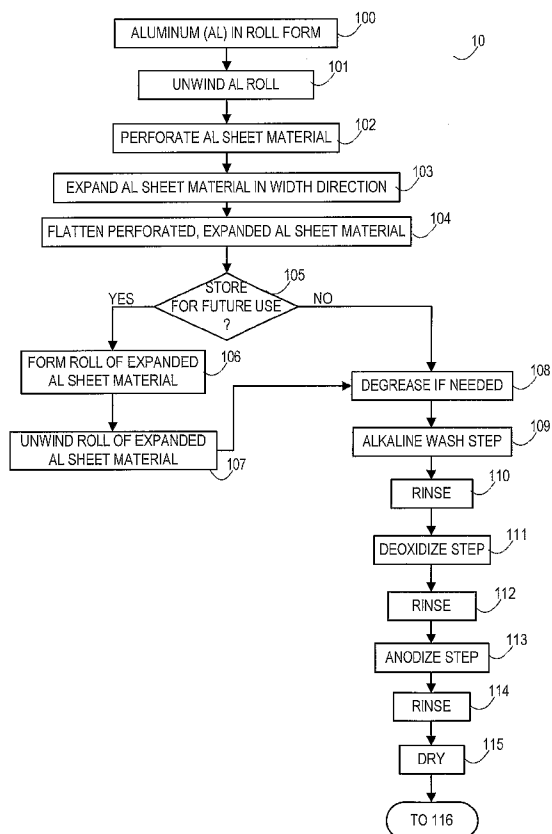 ALUMINUM (AL) IN ROLL FORM
100
10
UNWIND AL ROLL
101
PERFORATE AL SHEET MATERIAL
102
EXPAND AL SHEET MATERIAL IN WIDTH DIRECTION
103
FLATTEN PERFORATED, EXPANDED AL SHEET MATERIAL
104
STORE
FOR FUTURE USE
?
105
YES
NO
FORM ROLL OF EXPANDED
AL SHEET MATERIAL
106
UNWIND ROLL OF EXPANDED
AL SHEET MATERIAL
107
DEGREASE IF NEEDED
108
ALKALINE WASH STEP
109
RINSE
110
DEOXIDIZE STEP
111
RINSE
112
ANODIZE STEP
113
RINSE
114
DRY
115
TO 116